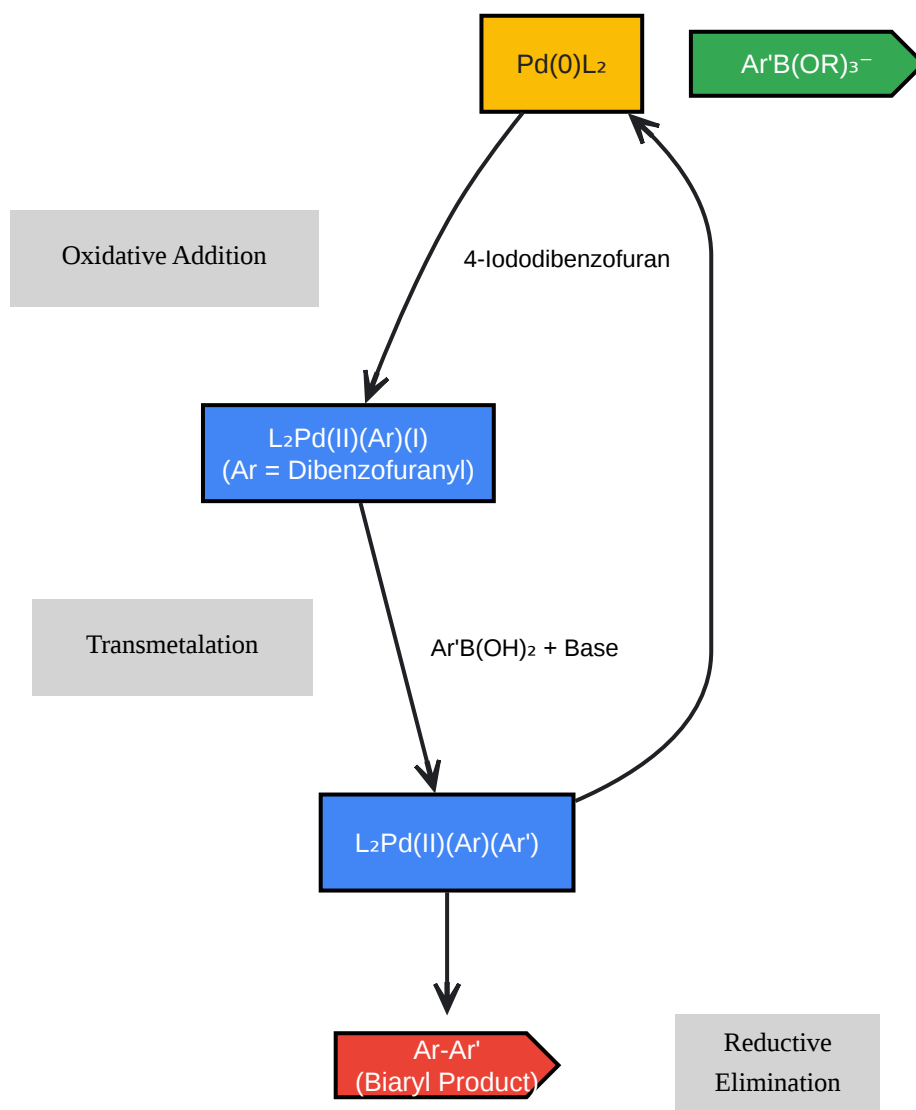 Pd(0)L₂
Ar'B(OR)₃⁻
Oxidative Addition
4-Iododibenzofuran
L₂Pd(II)(Ar)(I)
(Ar = Dibenzofuranyl)
Transmetalation
Ar'B(OH)₂ + Base
L₂Pd(II)(Ar)(Ar')
Ar-Ar'
(Biaryl Product)
Reductive
Elimination